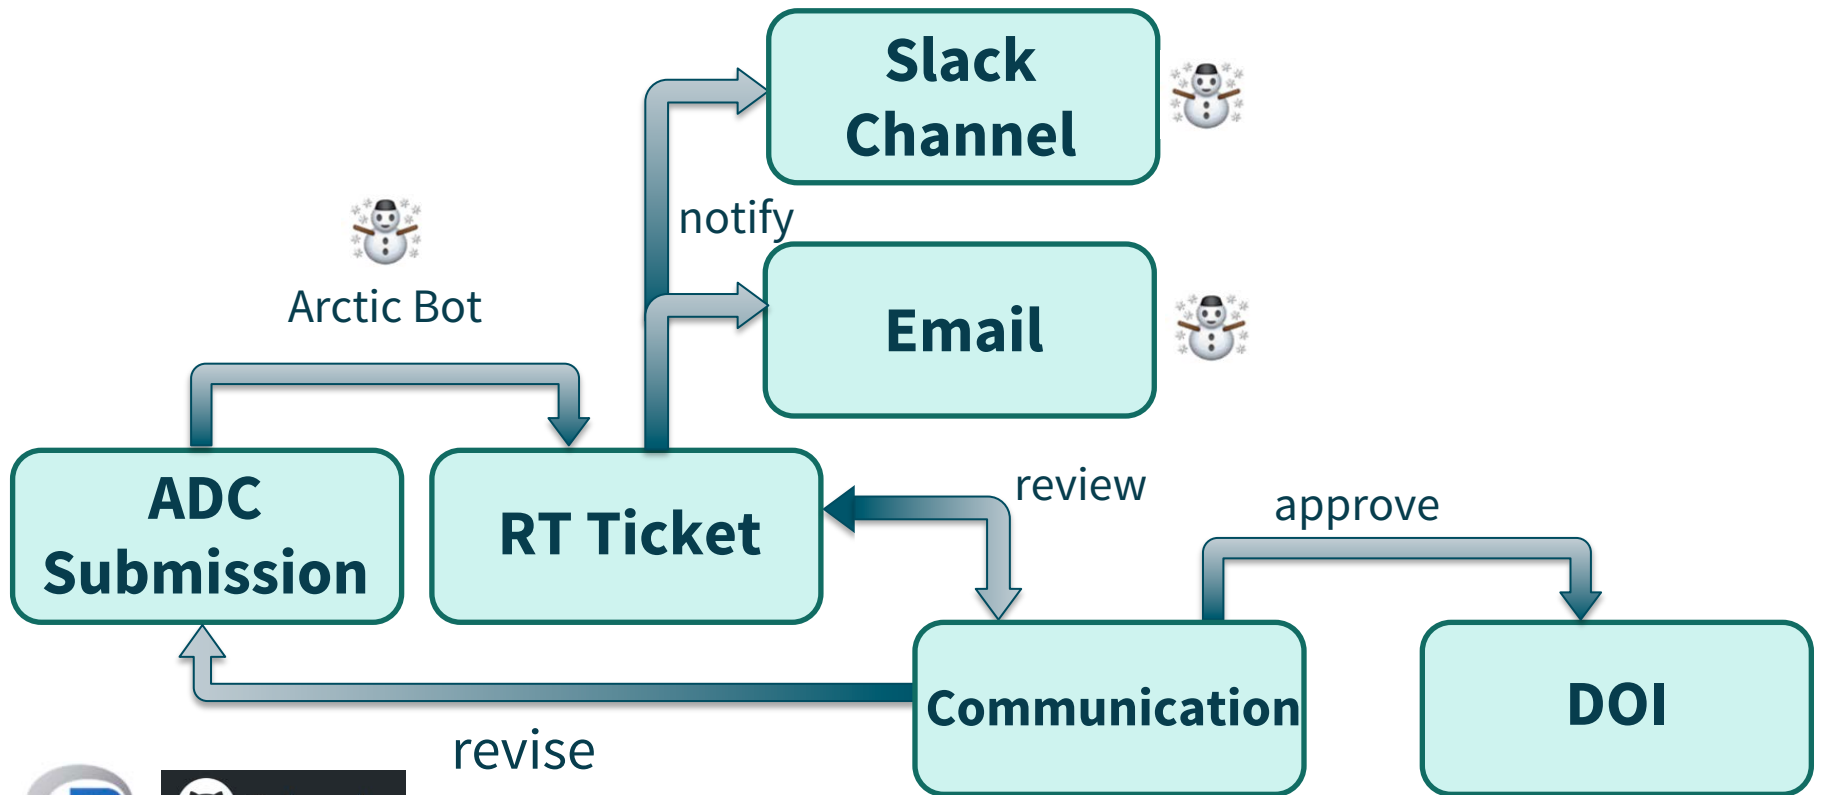 Slack
Channel
notify
Arctic Bot
Email
ADC
Submission
RT Ticket
review
approve
Communication
DOI
revise